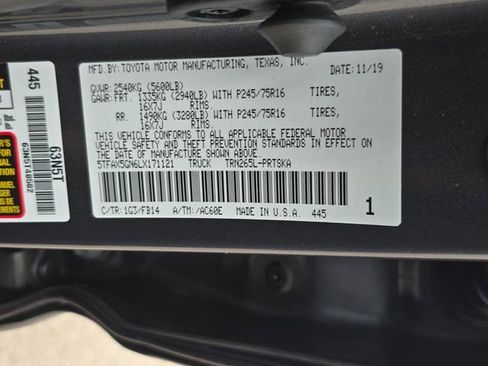 MFD.BY:TOYOTA MOTOR MANUFACTURING, TEXAS, INC. DATE: 11/19
GVWR: 2540KG (5600LB)
GAWR: FRT. 1335KG (2940LB) WITH P245/75R16 TIRES,
16X7J RIMS.
RR. 1490KG (3280LB) WITH P245/75R16 TIRES,
16X7J RIMS.
THIS VEHICLE CONFORMS TO ALL APPLICABLE FEDERAL MOTOR
VEHICLE SAFETY AND THEFT PREVENTION STANDARDS IN EFFECT
ON THE DATE OF MANUFACTURE SHOWN ABOVE.
5TFAX5GN6LX171121 TRUCK TRN265L-PRTSKA
C/TR: 1G3/FB14 A/TM: /AC60E MADE IN U.S.A. 445 1
445
63N5T
63N5T48D582
lbs.
lbs.